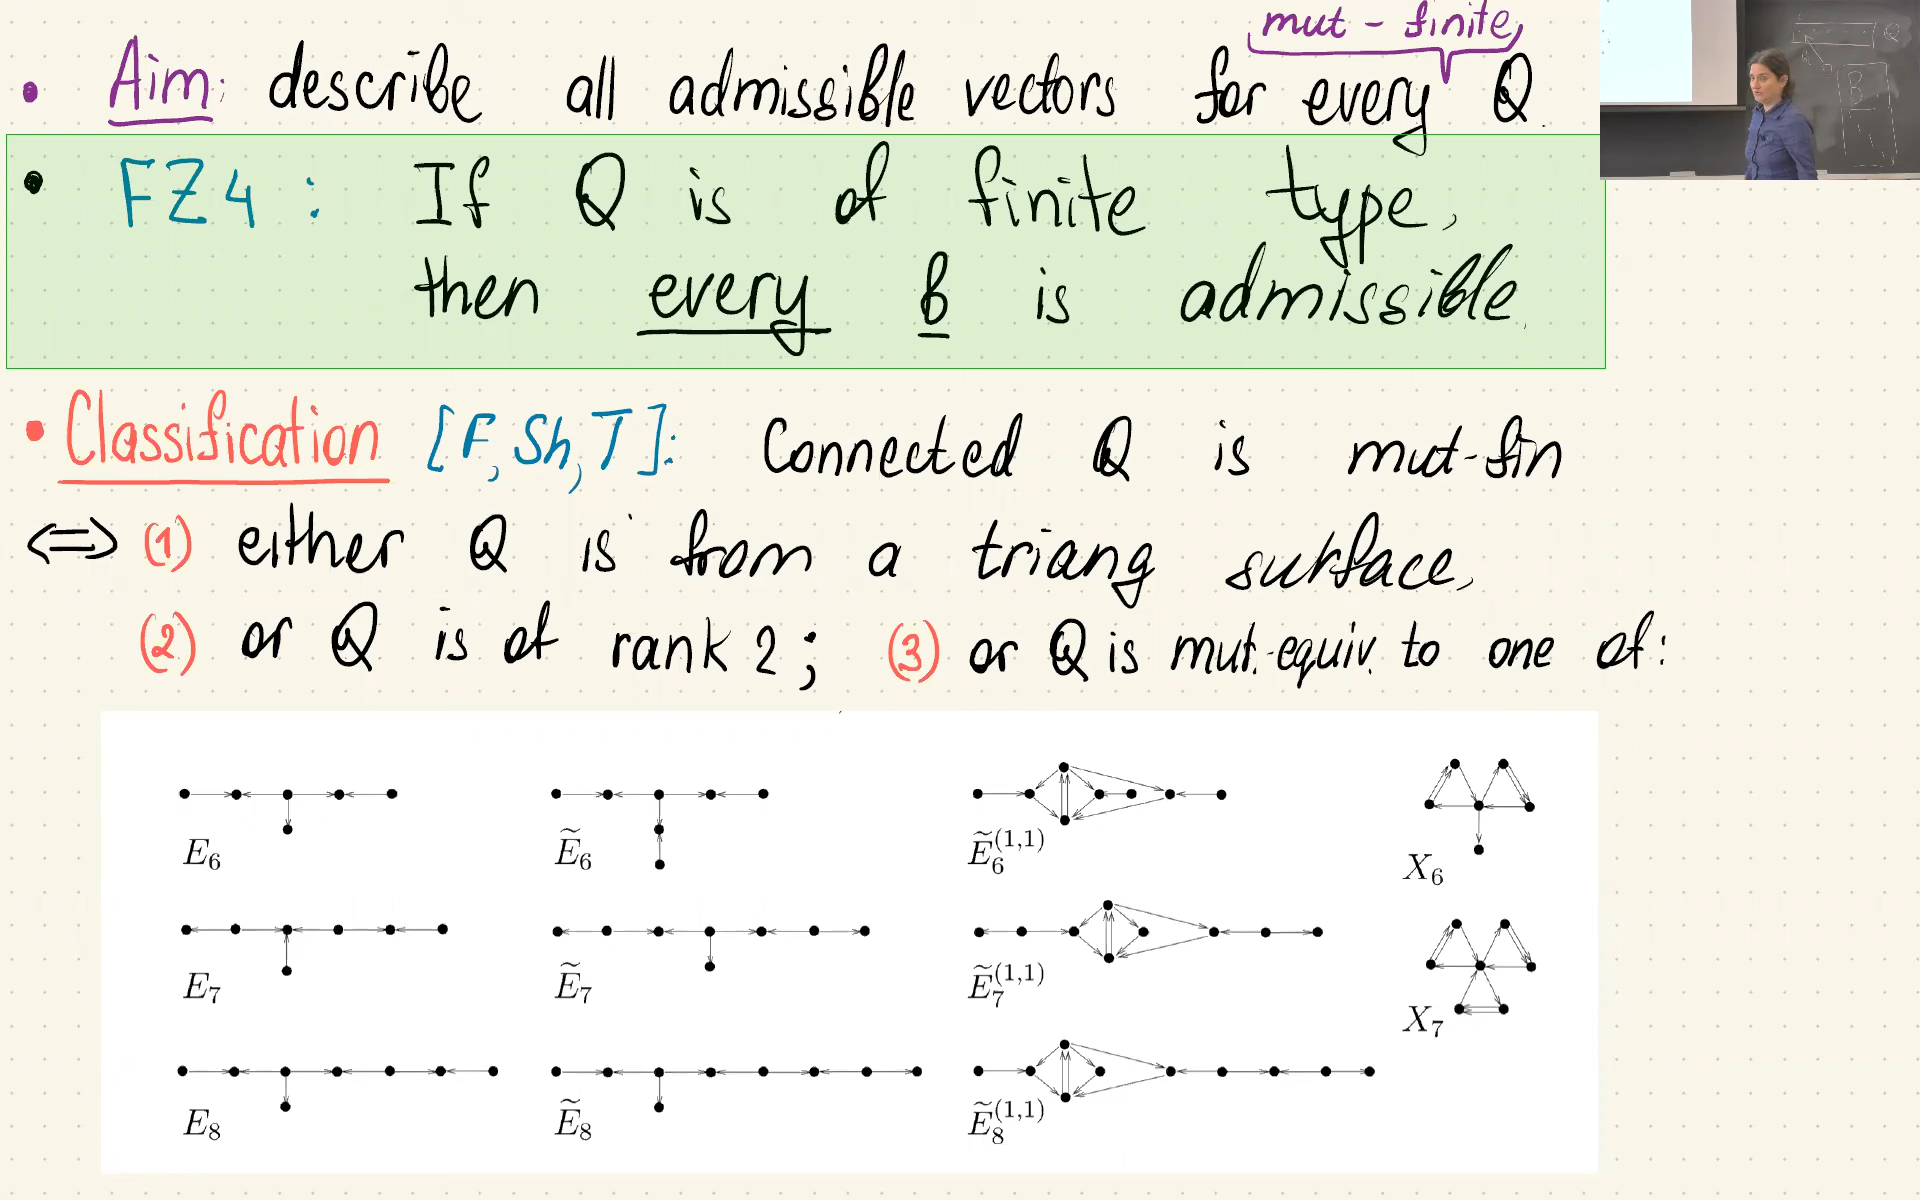 mut-finite
• Aim: describe all admissible vectors for every Q.
• FZ4: If Q is of finite type,
then every b is admissible.
• Classification [F, Sh, T]: Connected Q is mut-fin
⟺ (1) either Q is from a triang surface,
(2) or Q is of rank 2; (3) or Q is mut.-equiv. to one of:
E₆ Ẽ₆ Ẽ₆^(1,1) X₆
E₇ Ẽ₇ Ẽ₇^(1,1) X₇
E₈ Ẽ₈ Ẽ₈^(1,1)
Q
B